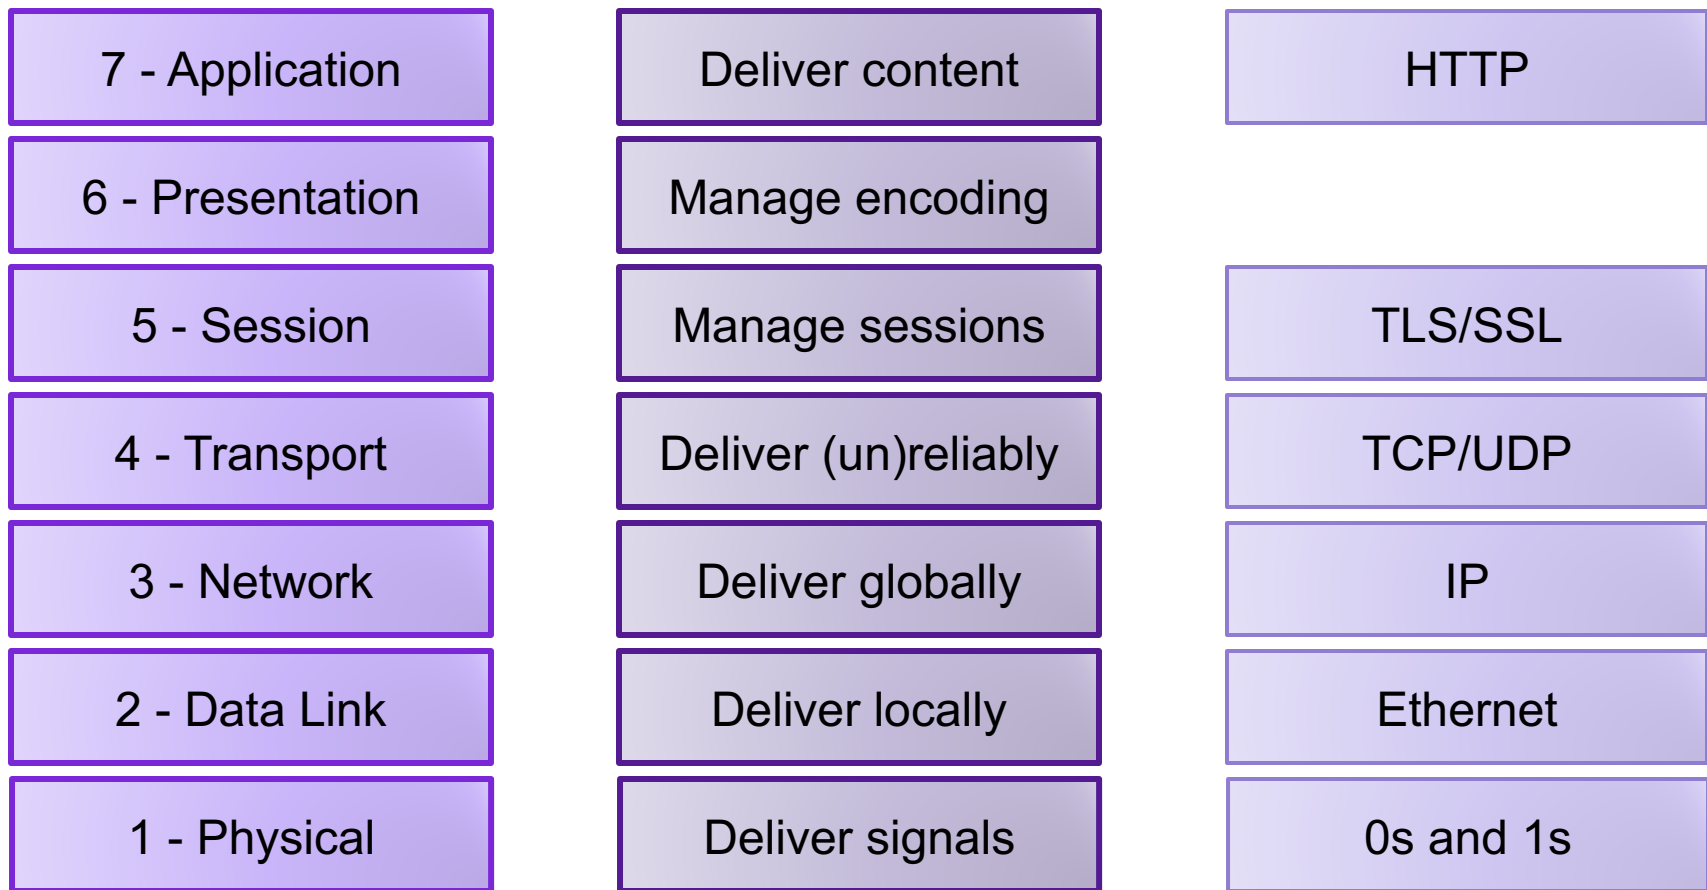 7 - Application
Deliver content
HTTP
6 - Presentation
Manage encoding
5 - Session
Manage sessions
TLS/SSL
4 - Transport
Deliver (un)reliably
TCP/UDP
3 - Network
Deliver globally
IP
2 - Data Link
Deliver locally
Ethernet
1 - Physical
Deliver signals
0s and 1s